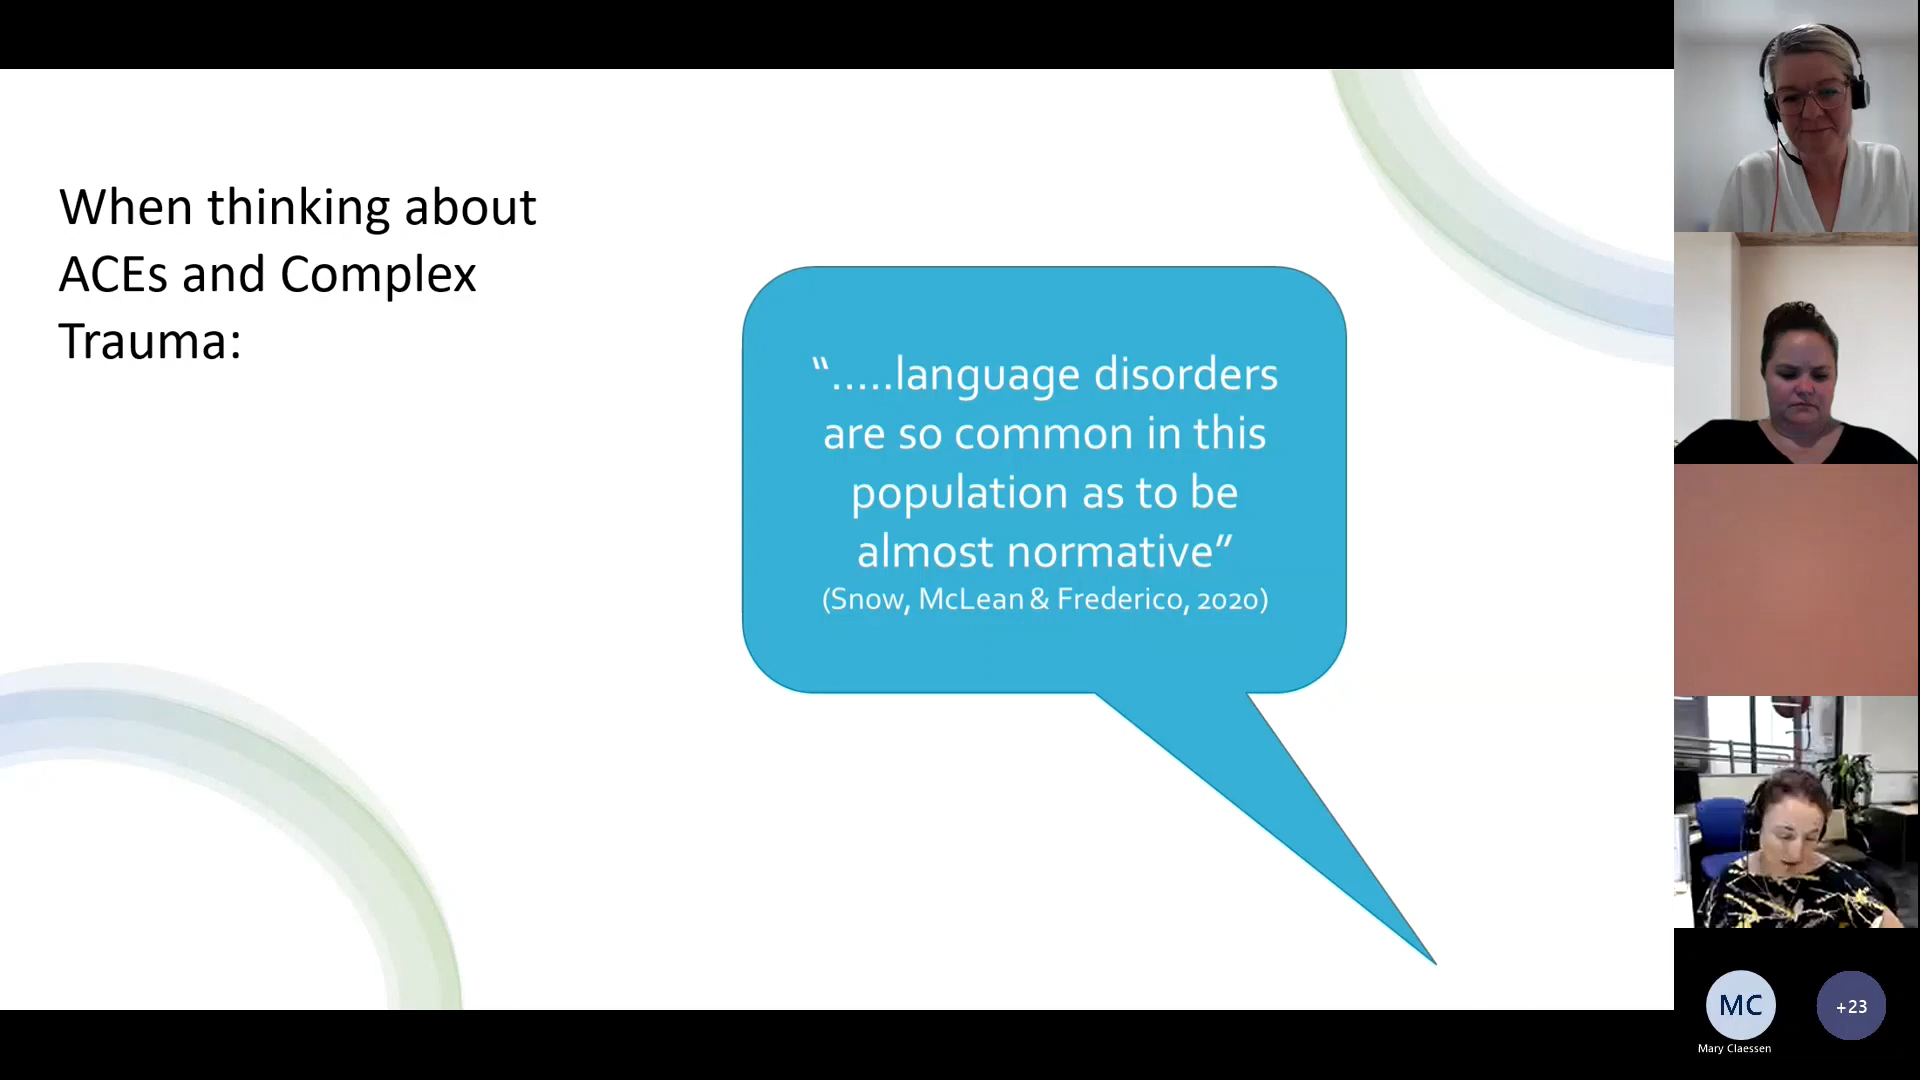 When thinking about
ACEs and Complex
Trauma:
“.....language disorders
are so common in this
population as to be
almost normative”
(Snow, McLean & Frederico, 2020)
MC
+23
Mary Claessen